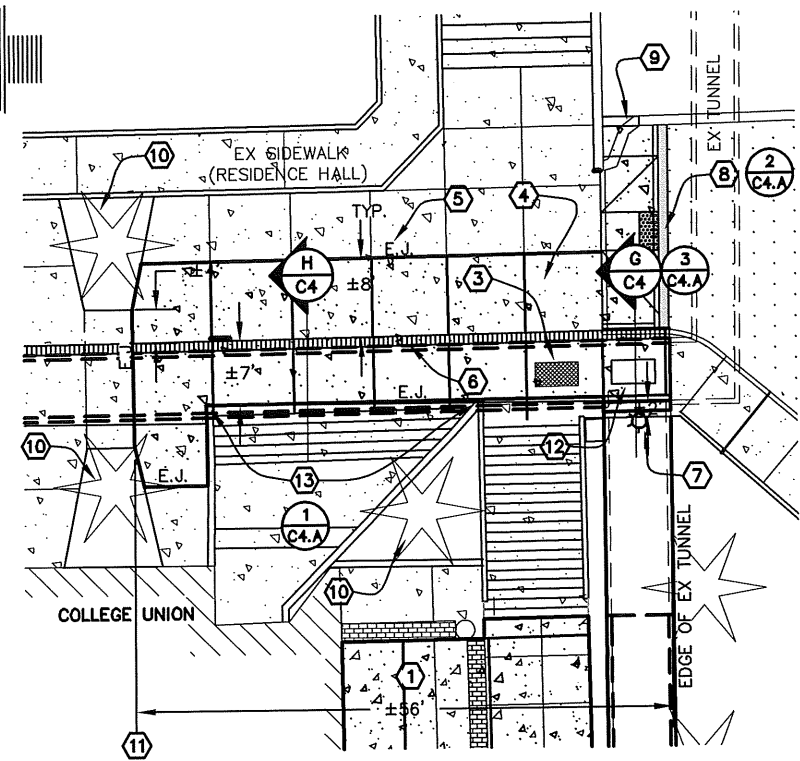 9
EX TUNNEL
10
EX SIDEWALK
(RESIDENCE HALL)
8
2
C4.A
TYP.
5
4
E.J.
H
C4
±4'
±8'
3
G
C4
3
C4.A
±7'
6
E.J.
10
12
7
E.J.
13
1
C4.A
10
EDGE OF EX TUNNEL
COLLEGE UNION
1
±56'
11